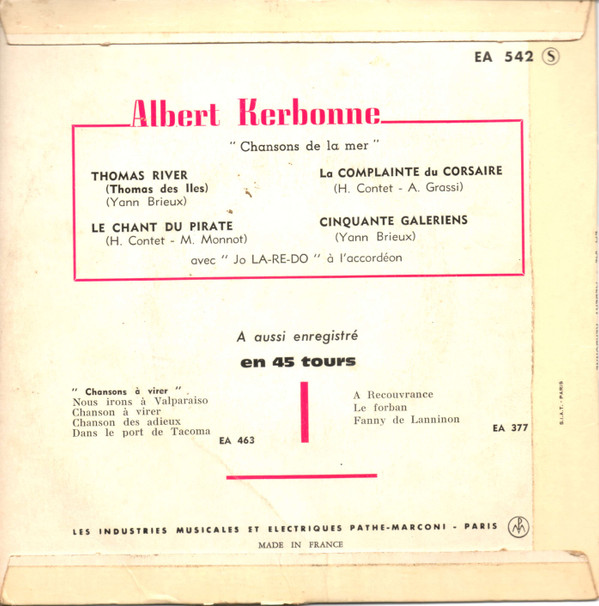 EA 542 S
Albert Kerbonne
" Chansons de la mer "
THOMAS RIVER
(Thomas des Iles)
(Yann Brieux)
LE CHANT DU PIRATE
(H. Contet - M. Monnot)
La COMPLAINTE du CORSAIRE
(H. Contet - A. Grassi)
CINQUANTE GALERIENS
(Yann Brieux)
avec " Jo LA-RE-DO " à l'accordéon
A aussi enregistré
en 45 tours
" Chansons à virer " .
Nous irons à Valparaiso
Chanson à virer
Chanson des adieux
Dans le port de Tacoma
EA 463
A Recouvrance
Le forban
Fanny de Lanninon
EA 377
LES INDUSTRIES MUSICALES ET ELECTRIQUES PATHE-MARCONI - PARIS
MADE IN FRANCE
S.I.A.T. - PARIS